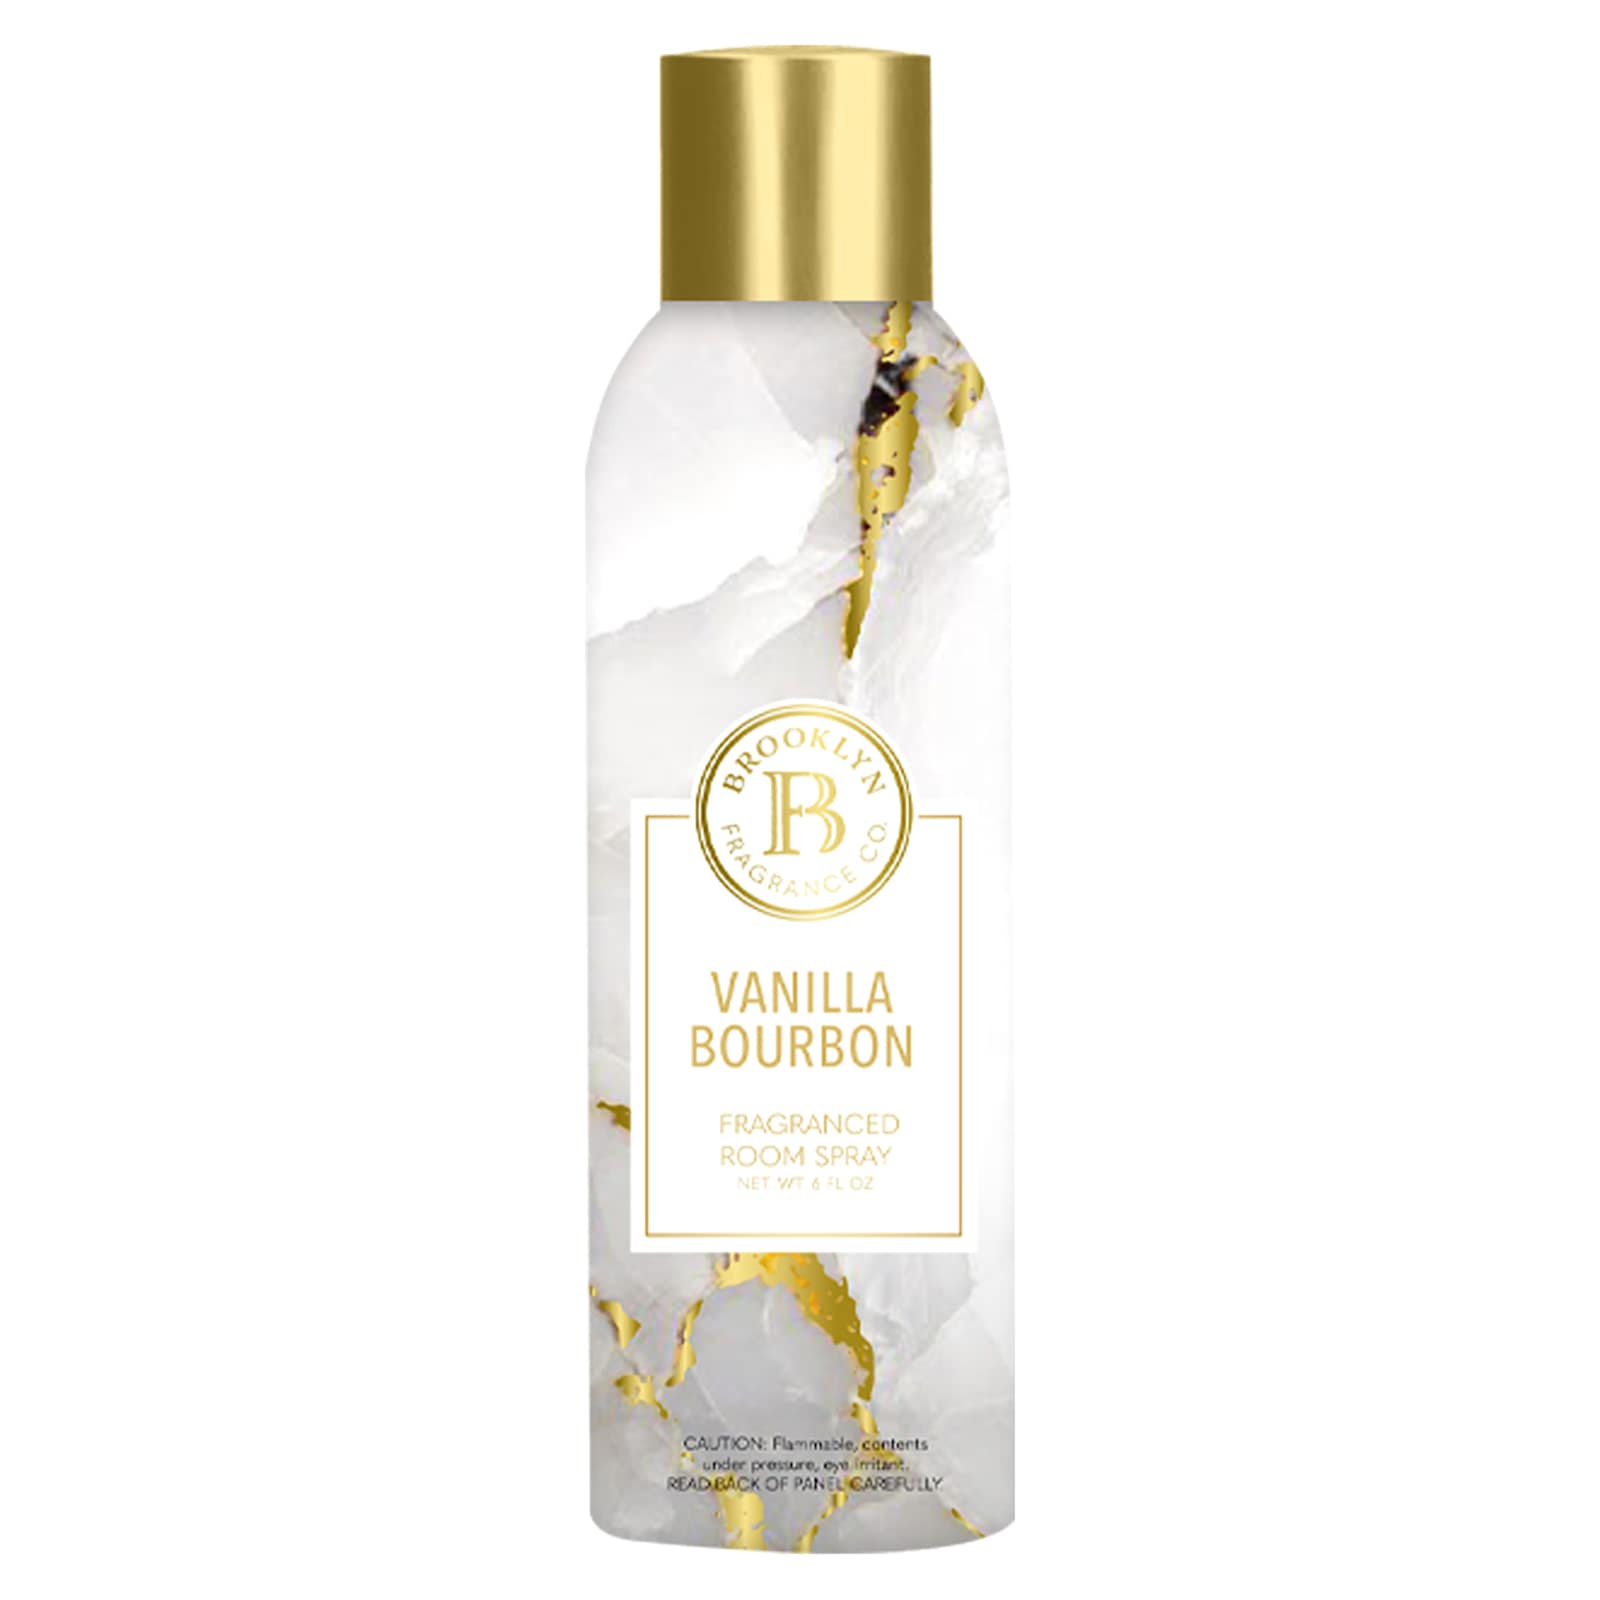 BROOKLYN
FRAGRANCE CO.
B
VANILLA
BOURBON
FRAGRANCED
ROOM SPRAY
NET WT 6 FL OZ
CAUTION: Flammable, contents
under pressure, eye irritant.
READ BACK OF PANEL CAREFULLY.